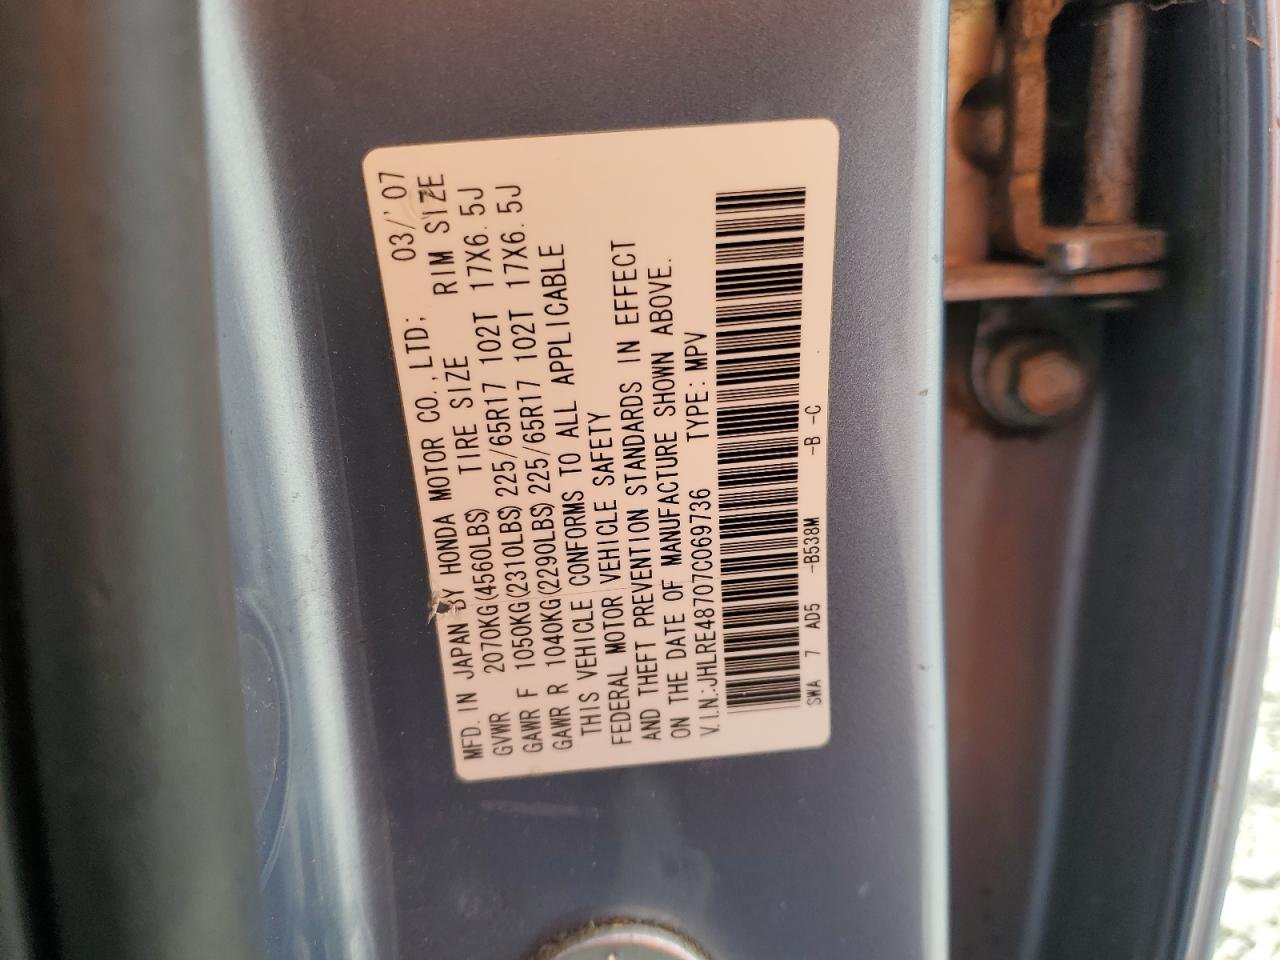 MFD. IN JAPAN BY HONDA MOTOR CO.,LTD; 03/'07
GVWR 2070KG(4560LBS) TIRE SIZE RIM SIZE
GAWR F 1050KG(2310LBS) 225/65R17 102T 17X6.5J
GAWR R 1040KG(2290LBS) 225/65R17 102T 17X6.5J
THIS VEHICLE CONFORMS TO ALL APPLICABLE
FEDERAL MOTOR VEHICLE SAFETY
AND THEFT PREVENTION STANDARDS IN EFFECT
ON THE DATE OF MANUFACTURE SHOWN ABOVE.
V.I.N.:JHLRE48707C069736 TYPE:MPV
SWA 7 AD5 -B538M -B -C